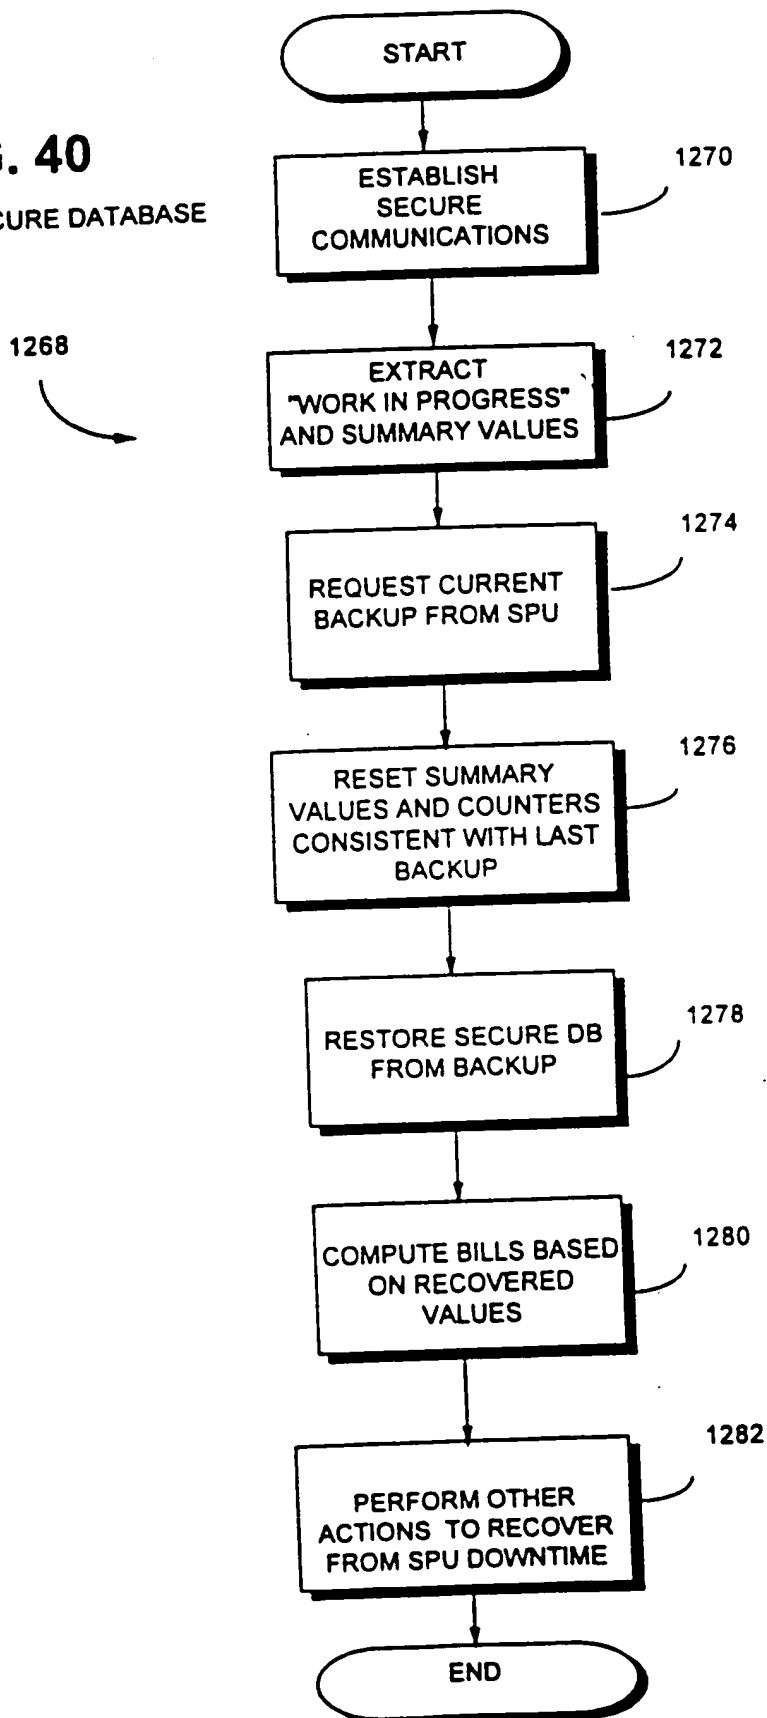 START
. 40
CURE DATABASE
1268
ESTABLISH
SECURE
COMMUNICATIONS
1270
EXTRACT
"WORK IN PROGRESS"
AND SUMMARY VALUES
1272
REQUEST CURRENT
BACKUP FROM SPU
1274
RESET SUMMARY
VALUES AND COUNTERS
CONSISTENT WITH LAST
BACKUP
1276
RESTORE SECURE DB
FROM BACKUP
1278
COMPUTE BILLS BASED
ON RECOVERED
VALUES
1280
PERFORM OTHER
ACTIONS TO RECOVER
FROM SPU DOWNTIME
1282
END